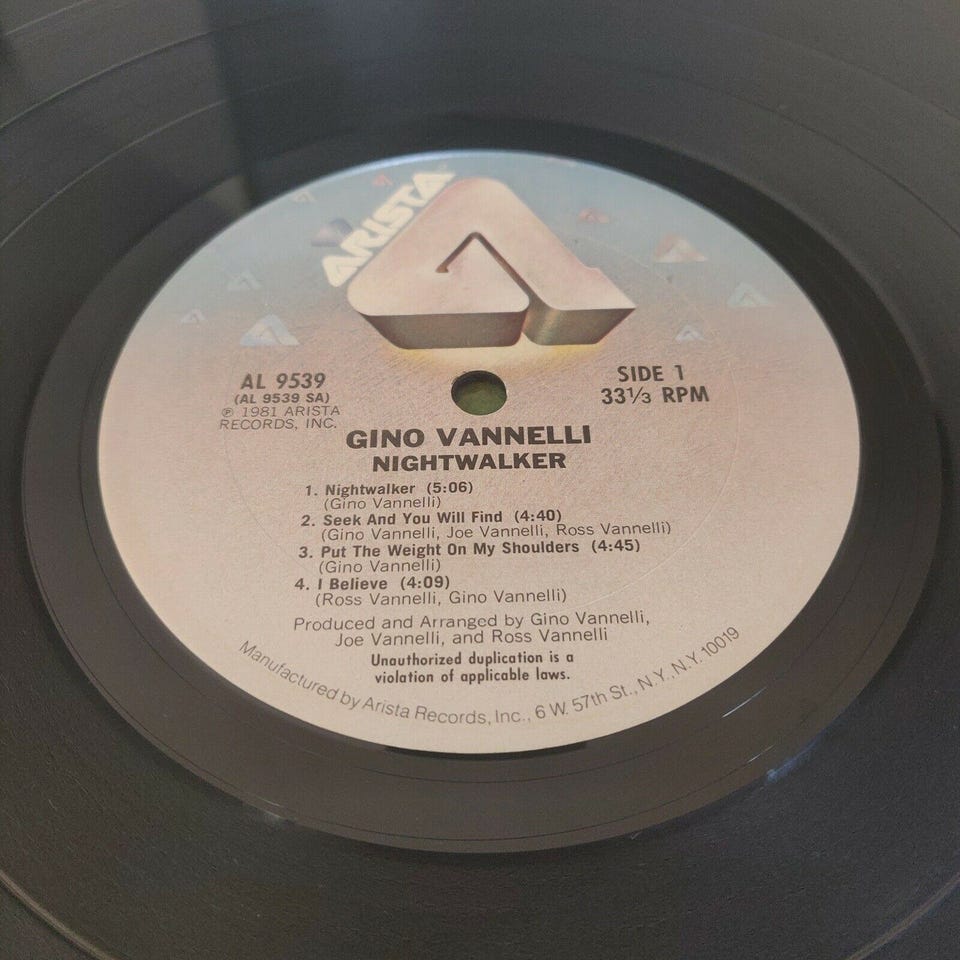 ARISTA
AL 9539
(AL 9539 SA)
℗ 1981 ARISTA
RECORDS, INC.
SIDE 1
33⅓ RPM
GINO VANNELLI
NIGHTWALKER
1. Nightwalker (5:06)
(Gino Vannelli)
2. Seek And You Will Find (4:40)
(Gino Vannelli, Joe Vannelli, Ross Vannelli)
3. Put The Weight On My Shoulders (4:45)
(Gino Vannelli)
4. I Believe (4:09)
(Ross Vannelli, Gino Vannelli)
Produced and Arranged by Gino Vannelli,
Joe Vannelli, and Ross Vannelli
Unauthorized duplication is a
violation of applicable laws.
Manufactured by Arista Records, Inc., 6 W. 57th St., N.Y., N.Y. 10019